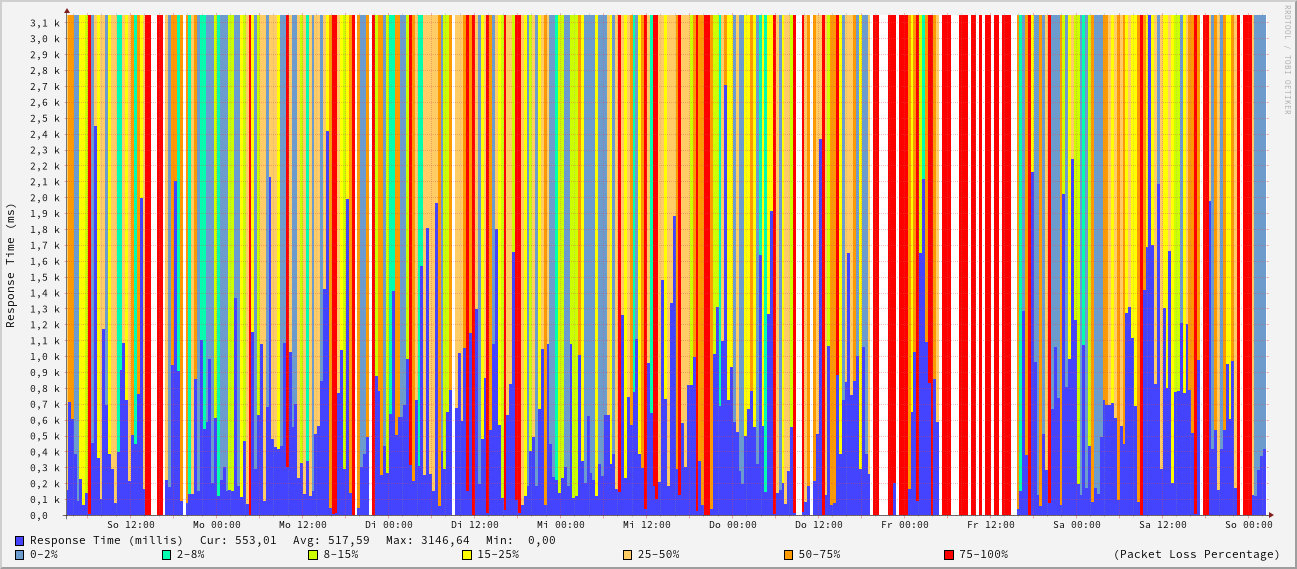 3,1 k
3,0 k
2,9 k
2,8 k
2,7 k
2,6 k
2,5 k
2,4 k
2,3 k
2,2 k
2,1 k
2,0 k
1,9 k
1,8 k
1,7 k
1,6 k
1,5 k
1,4 k
1,3 k
1,2 k
1,1 k
1,0 k
0,9 k
0,8 k
0,7 k
0,6 k
0,5 k
0,4 k
0,3 k
0,2 k
0,1 k
0,0
Response Time (ms)
RRDTOOL / TOBI OETIKER
So 12:00 Mo 00:00 Mo 12:00 Di 00:00 Di 12:00 Mi 00:00 Mi 12:00 Do 00:00 Do 12:00 Fr 00:00 Fr 12:00 Sa 00:00 Sa 12:00 So 00:00
Response Time (millis) Cur: 553,01 Avg: 517,59 Max: 3146,64 Min: 0,00
0-2% 2-8% 8-15% 15-25% 25-50% 50-75% 75-100% (Packet Loss Percentage)